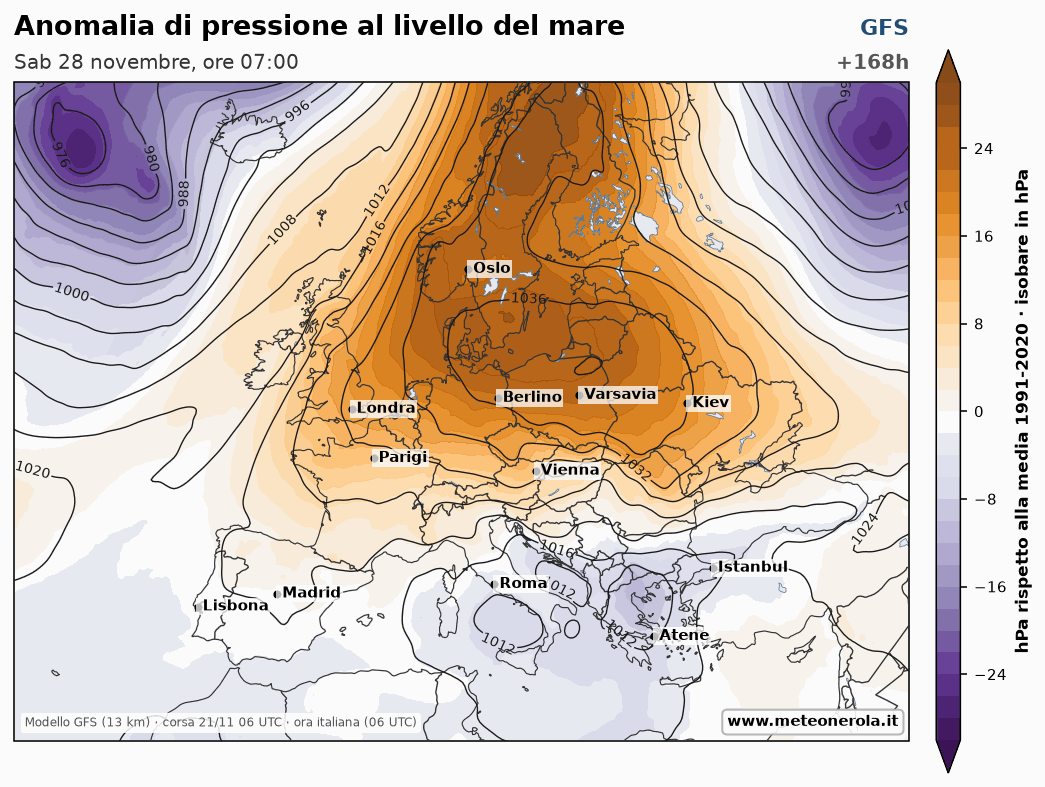 Anomalia di pressione al livello del mare
GFS
Sab 28 novembre, ore 07:00
+168h
996
976
980
988
1012
1008
1016
1000
Oslo
1036
24
16
8
0
−8
−16
−24
hPa rispetto alla media 1991-2020 · isobare in hPa
Berlino
Varsavia
Kiev
Londra
Parigi
Vienna
1032
1020
1024
1016
Istanbul
Roma
1012
Madrid
Lisbona
1012
1012
Atene
Modello GFS (13 km) · corsa 21/11 06 UTC · ora italiana (06 UTC)
www.meteonerola.it